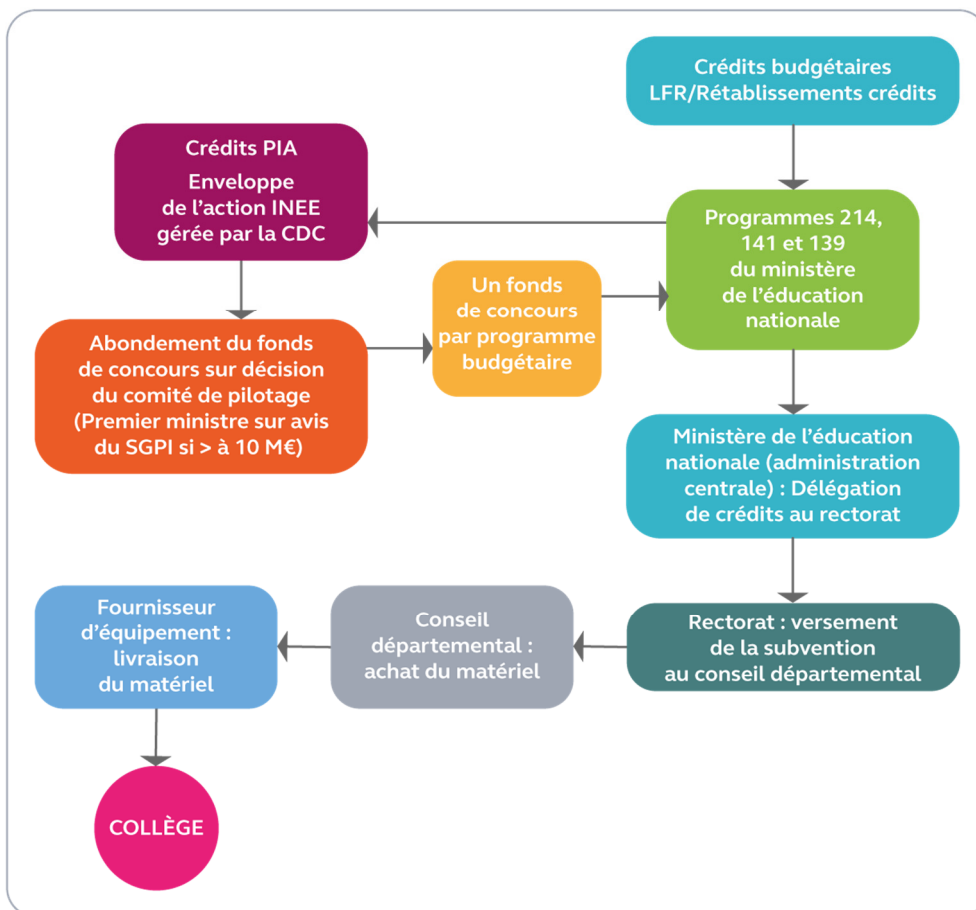 Crédits budgétaires
LFR/Rétablissements crédits
Crédits PIA
Enveloppe
de l’action INEE
gérée par la CDC
Programmes 214,
141 et 139
du ministère
de l’éducation
nationale
Un fonds
de concours
par programme
budgétaire
Abondement du fonds
de concours sur décision
du comité de pilotage
(Premier ministre sur avis
du SGPI si > à 10 M€)
Ministère de l’éducation
nationale (administration
centrale) : Délégation
de crédits au rectorat
Rectorat : versement
de la subvention
au conseil départemental
Conseil
départemental :
achat du matériel
Fournisseur
d’équipement :
livraison
du matériel
COLLÈGE